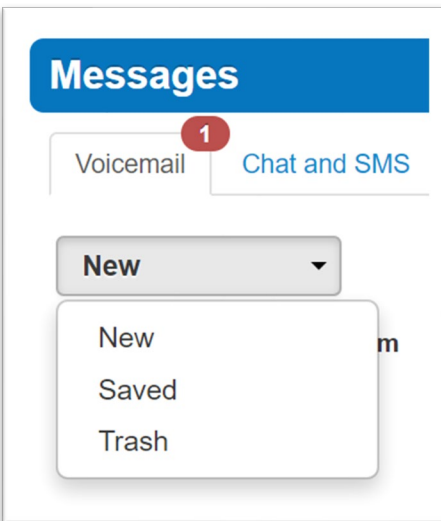 Messages
1
Voicemail Chat and SMS
New
New
m
Saved
Trash